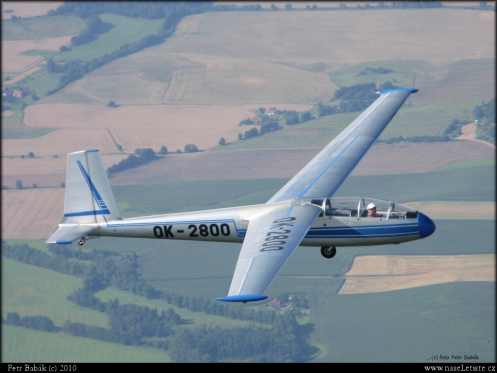 OK-2800
OK-2800
(c) foto Petr Babák
Petr Babák (c) 2010
www.naseLetiste.cz